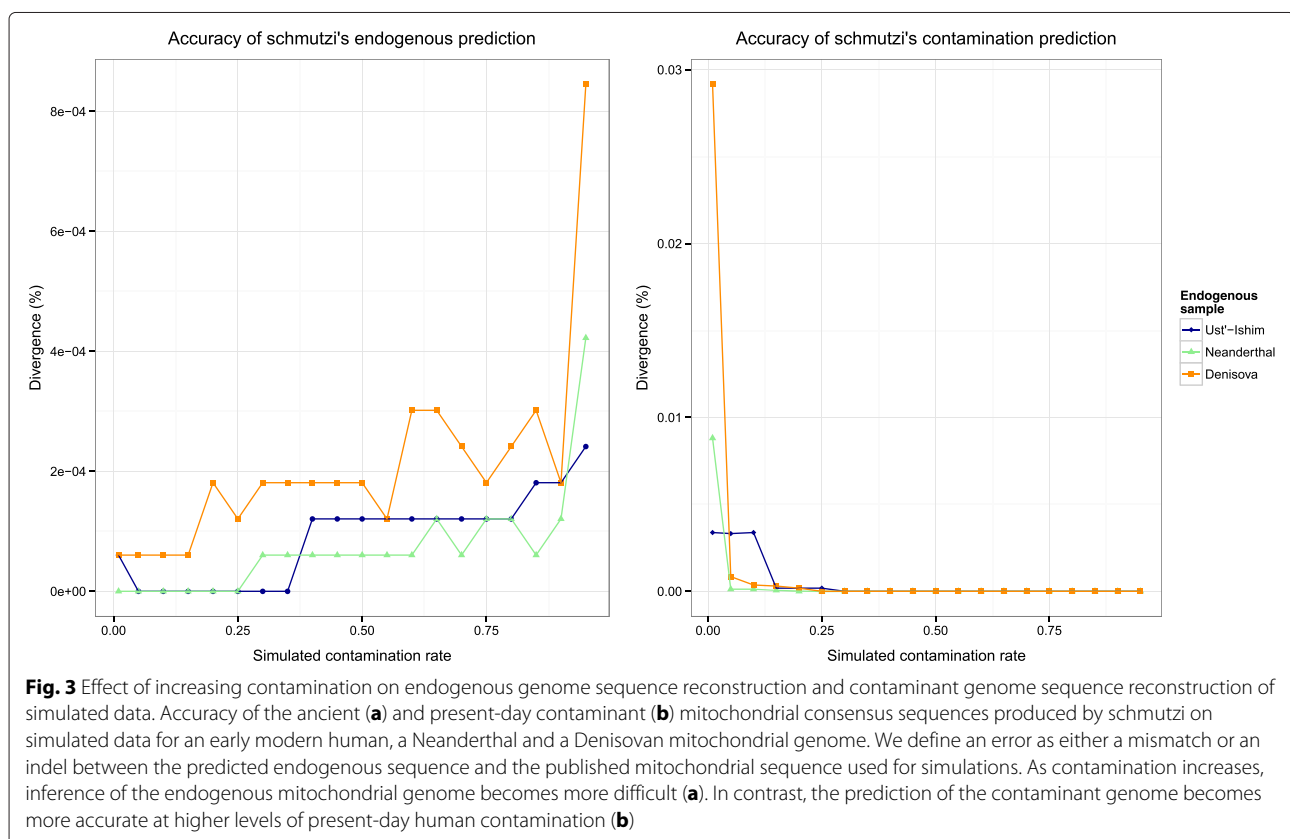 Accuracy of schmutzi's endogenous prediction
8e−04
6e−04
4e−04
2e−04
0e+00
Divergence (%)
0.00
0.25
0.50
0.75
Simulated contamination rate
Accuracy of schmutzi's contamination prediction
0.03
0.02
0.01
0.00
Divergence (%)
0.00
0.25
0.50
0.75
Simulated contamination rate
Endogenous
sample
Ust'−Ishim
Neanderthal
Denisova
Fig. 3 Effect of increasing contamination on endogenous genome sequence reconstruction and contaminant genome sequence reconstruction of
simulated data. Accuracy of the ancient (a) and present-day contaminant (b) mitochondrial consensus sequences produced by schmutzi on
simulated data for an early modern human, a Neanderthal and a Denisovan mitochondrial genome. We define an error as either a mismatch or an
indel between the predicted endogenous sequence and the published mitochondrial sequence used for simulations. As contamination increases,
inference of the endogenous mitochondrial genome becomes more difficult (a). In contrast, the prediction of the contaminant genome becomes
more accurate at higher levels of present-day human contamination (b)